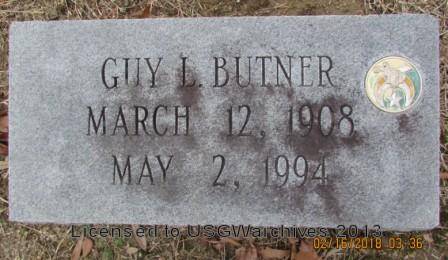 GUY L. BUTNER
MARCH 12, 1908
MAY 2, 1994
Licensed to USGWarchives 2013
02/16/2018 03:36